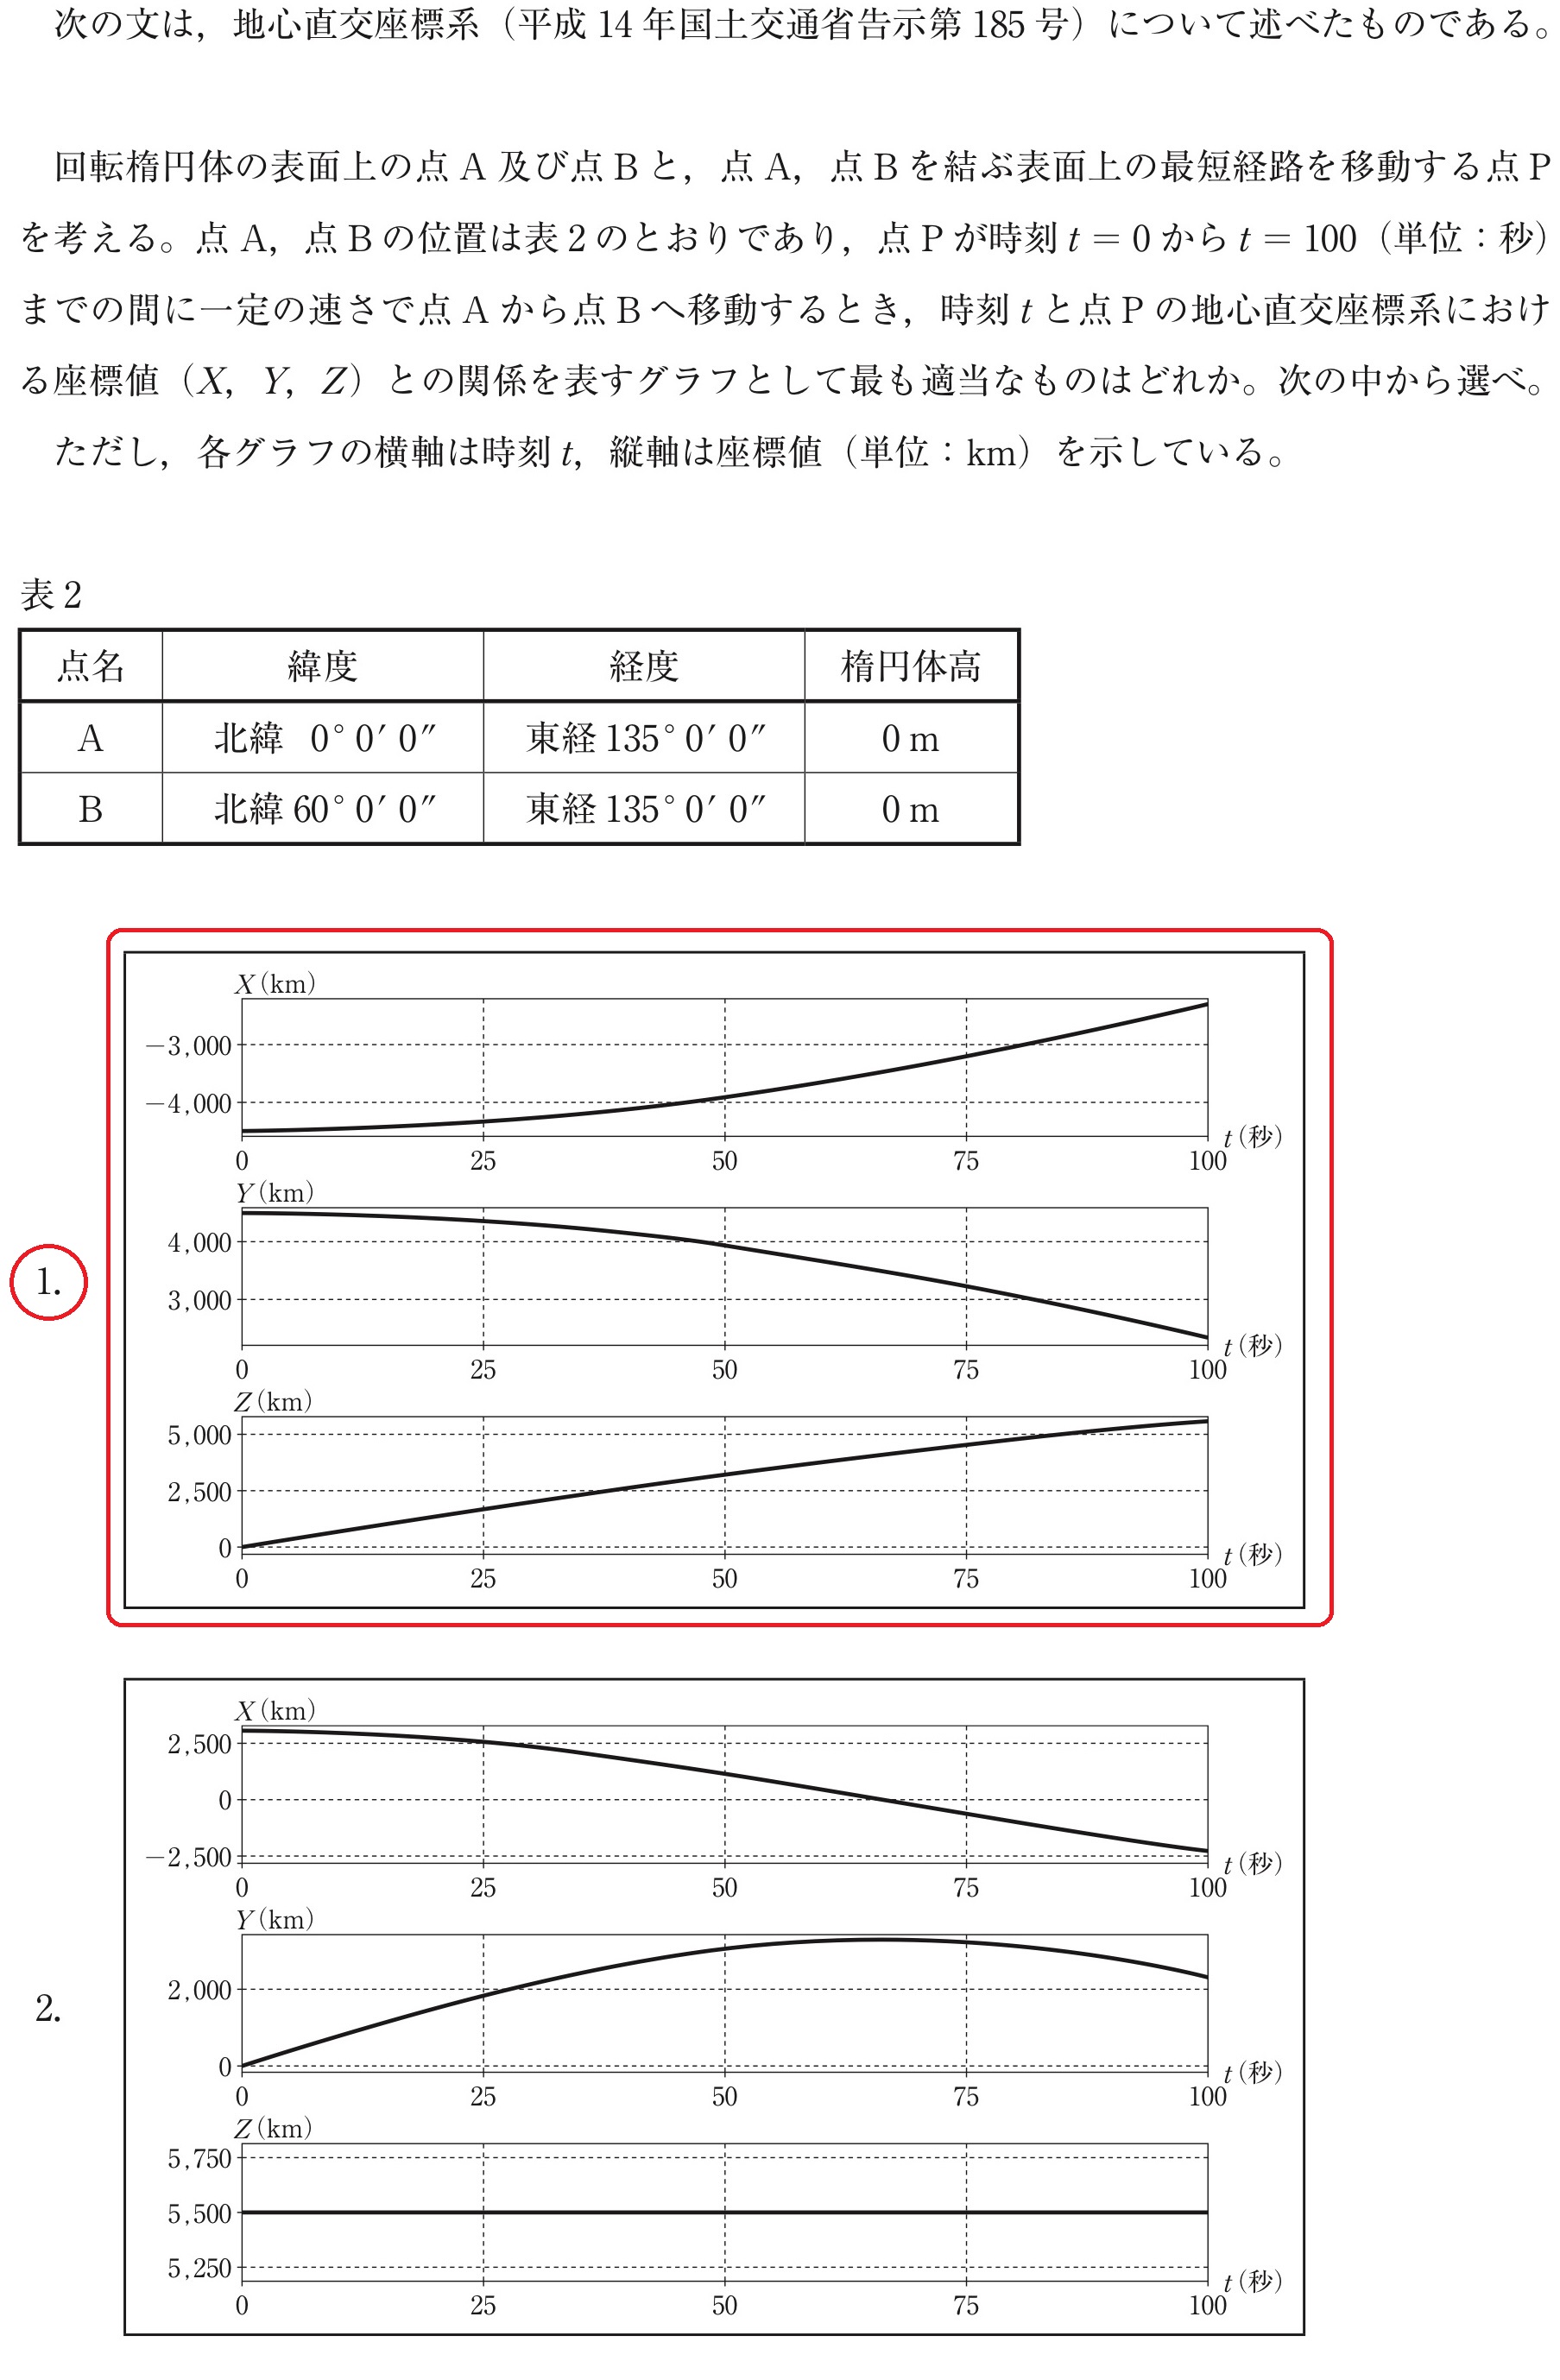 次の文は，地心直交座標系（平成 14 年国土交通省告示第 185 号）について述べたものである。
回転楕円体の表面上の点 A 及び点 B と，点 A，点 B を結ぶ表面上の最短経路を移動する点 P
を考える。点 A，点 B の位置は表 2 のとおりであり，点 P が時刻 t = 0 から t = 100（単位：秒）
までの間に一定の速さで点 A から点 B へ移動するとき，時刻 t と点 P の地心直交座標系におけ
る座標値（X，Y，Z）との関係を表すグラフとして最も適当なものはどれか。次の中から選べ。
ただし，各グラフの横軸は時刻 t，縦軸は座標値（単位：km）を示している。
表 2
点名 緯度 経度 楕円体高
A 北緯 0° 0′ 0″ 東経 135° 0′ 0″ 0 m
B 北緯 60° 0′ 0″ 東経 135° 0′ 0″ 0 m
1.
X (km)
−3,000
−4,000
t (秒)
0 25 50 75 100
Y (km)
4,000
3,000
t (秒)
0 25 50 75 100
Z (km)
5,000
2,500
0
t (秒)
0 25 50 75 100
2.
X (km)
2,500
0
−2,500
t (秒)
0 25 50 75 100
Y (km)
2,000
0
t (秒)
0 25 50 75 100
Z (km)
5,750
5,500
5,250
t (秒)
0 25 50 75 100